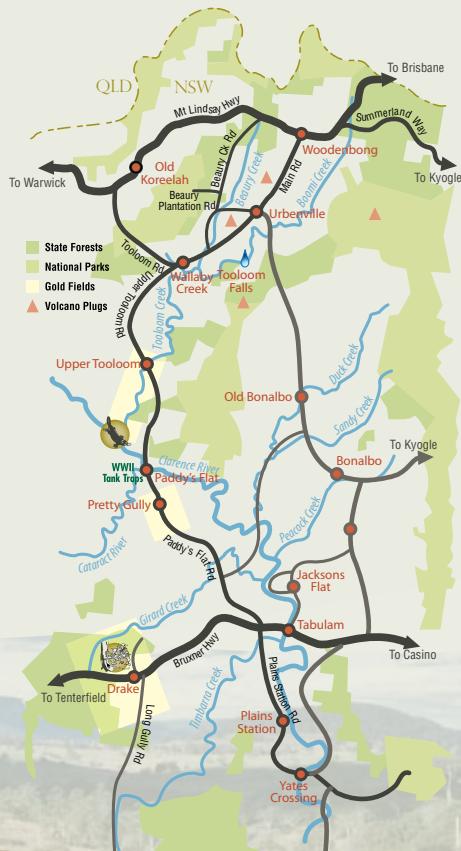 To Brisbane
QLD
NSW
Mt Lindsay Hwy
Summerland Way
Woodenbong
To Warwick
Old
Koreelah
Beaury Ck Rd
Beaury Creek
Main Rd
Boomi Creek
To Kyogle
Beaury
Plantation Rd
Urbenville
State Forests
National Parks
Gold Fields
Volcano Plugs
Tooloom Rd
Wallaby
Creek
Tooloom
Falls
Upper Tooloom Rd
Tooloom Creek
Upper Tooloom
Duck Creek
Old Bonalbo
Sandy Creek
To Kyogle
WWII
Tank Traps
Clarence River
Paddy's Flat
Bonalbo
Pretty Gully
Peacock Creek
Cataract River
Paddy's Flat Rd
Jacksons
Flat
Girard Creek
Tabulam
Bruxner Hwy
To Casino
To Tenterfield
Drake
Timbarra Creek
Plains Station Rd
Long Gully Rd
Plains
Station
Yates
Crossing